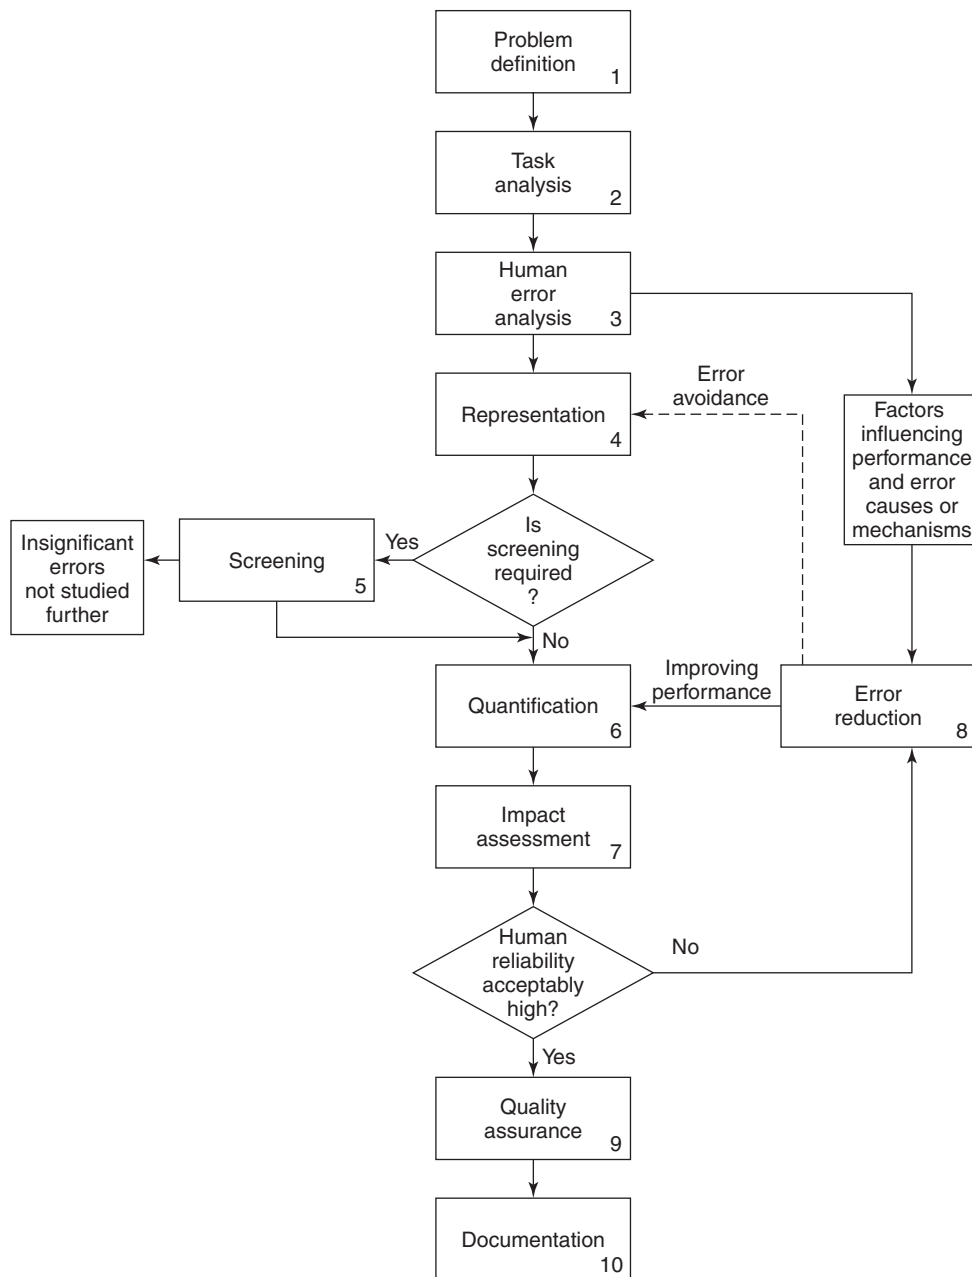 Problem
definition
1
Task
analysis
2
Human
error
analysis
3
Representation
4
Error
avoidance
Factors
influencing
performance
and error
causes or
mechanisms
Is
screening
required
?
Yes
Screening
5
Insignificant
errors
not studied
further
No
Quantification
6
Improving
performance
Error
reduction
8
Impact
assessment
7
Human
reliability
acceptably
high?
No
Yes
Quality
assurance
9
Documentation
10